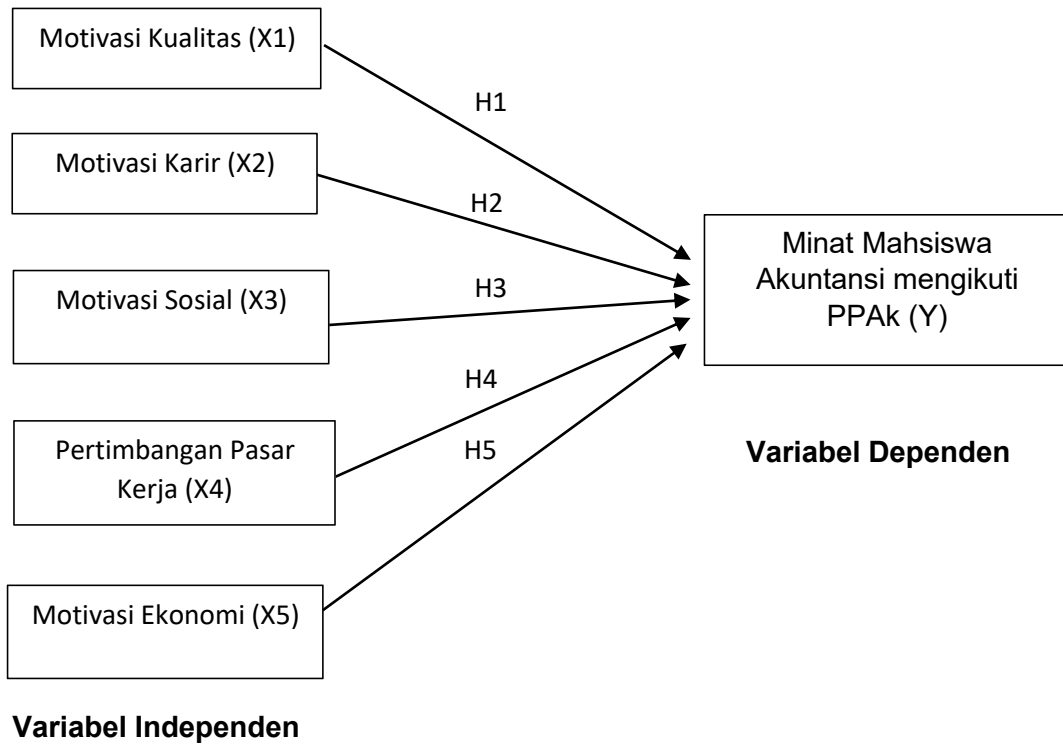 Motivasi Kualitas (X1)
H1
Motivasi Karir (X2)
H2
Minat Mahsiswa
Akuntansi mengikuti
PPAk (Y)
Motivasi Sosial (X3)
H3
H4
Pertimbangan Pasar
Kerja (X4)
H5
Variabel Dependen
Motivasi Ekonomi (X5)
Variabel Independen